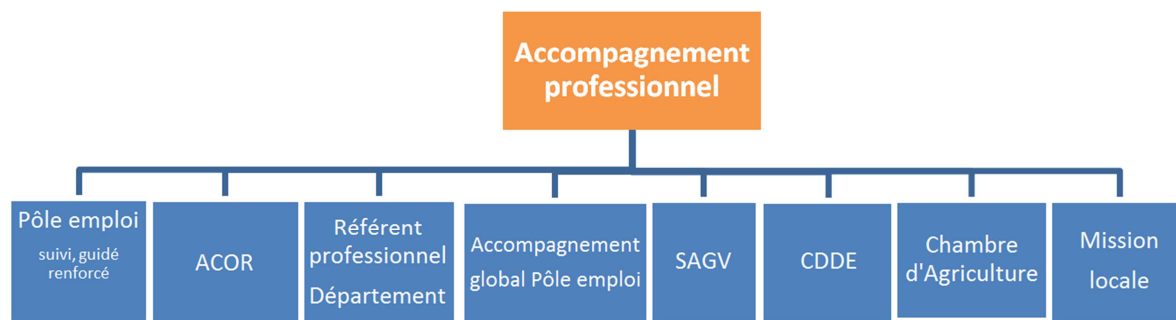 Accompagnement
professionnel
Pôle emploi
suivi, guidé
renforcé
ACOR
Référent
professionnel
Département
Accompagnement
global Pôle emploi
SAGV
CDDE
Chambre
d'Agriculture
Mission
locale